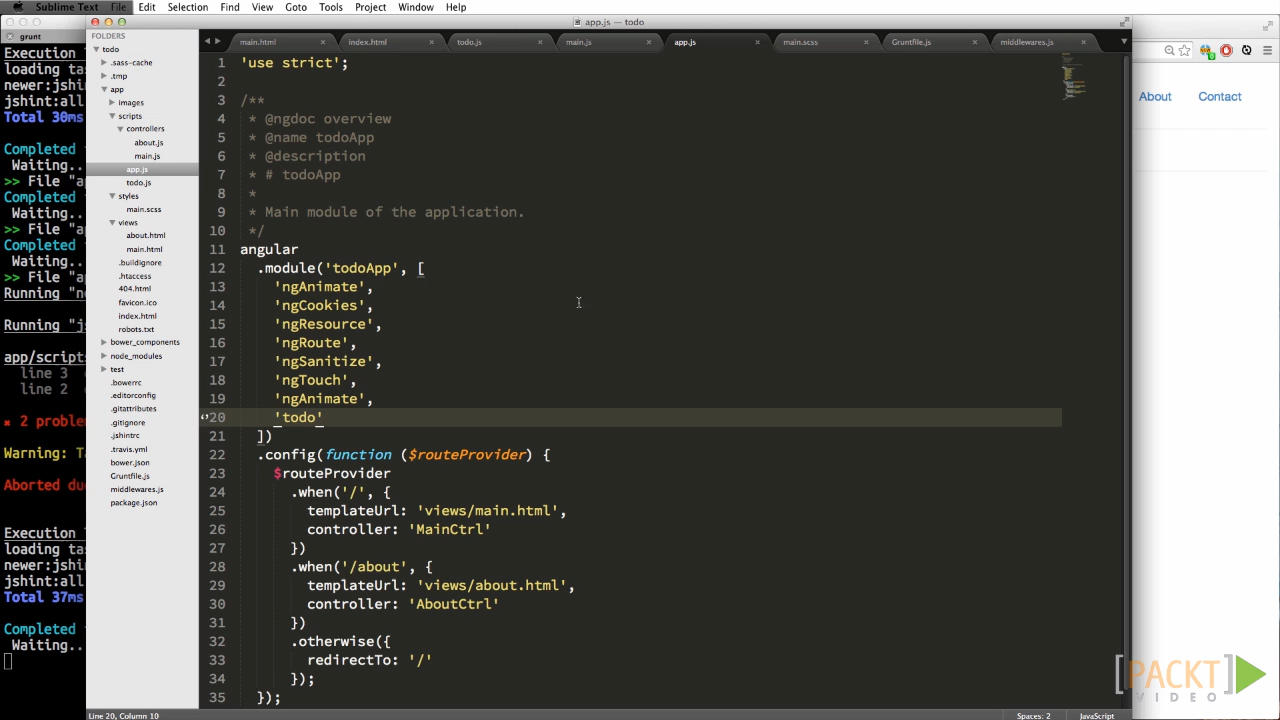 Sublime Text File Edit Selection Find View Goto Tools Project Window Help
grunt
Execution
loading ta
newer:jshi
jshint:all
Total 30ms
Completed
Waiting..
>> File "a
Completed
Waiting..
>> File "a
Completed
Waiting..
>> File "a
Running "n
Running "j
app/script
line 3
line 2
✖ 2 proble
Warning: T
Aborted du
Execution
loading ta
newer:jshi
jshint:all
Total 37ms
Completed
Waiting..
app.js — todo
FOLDERS
todo
.sass-cache
.tmp
app
images
scripts
controllers
about.js
main.js
app.js
todo.js
styles
main.scss
views
about.html
main.html
.buildignore
.htaccess
404.html
favicon.ico
index.html
robots.txt
bower_components
node_modules
test
.bowerrc
.editorconfig
.gitattributes
.gitignore
.jshintrc
.travis.yml
bower.json
Gruntfile.js
middlewares.js
package.json
main.html index.html todo.js main.js app.js main.scss Gruntfile.js middlewares.js
1 'use strict';
2
3 /**
4 * @ngdoc overview
5 * @name todoApp
6 * @description
7 * # todoApp
8 *
9 * Main module of the application.
10 */
11 angular
12 .module('todoApp', [
13 'ngAnimate',
14 'ngCookies',
15 'ngResource',
16 'ngRoute',
17 'ngSanitize',
18 'ngTouch',
19 'ngAnimate',
20 'todo'
21 ])
22 .config(function ($routeProvider) {
23 $routeProvider
24 .when('/', {
25 templateUrl: 'views/main.html',
26 controller: 'MainCtrl'
27 })
28 .when('/about', {
29 templateUrl: 'views/about.html',
30 controller: 'AboutCtrl'
31 })
32 .otherwise({
33 redirectTo: '/'
34 });
35 });
About Contact
[PACKT]
VIDEO
Line 20, Column 10 Spaces: 2 JavaScript